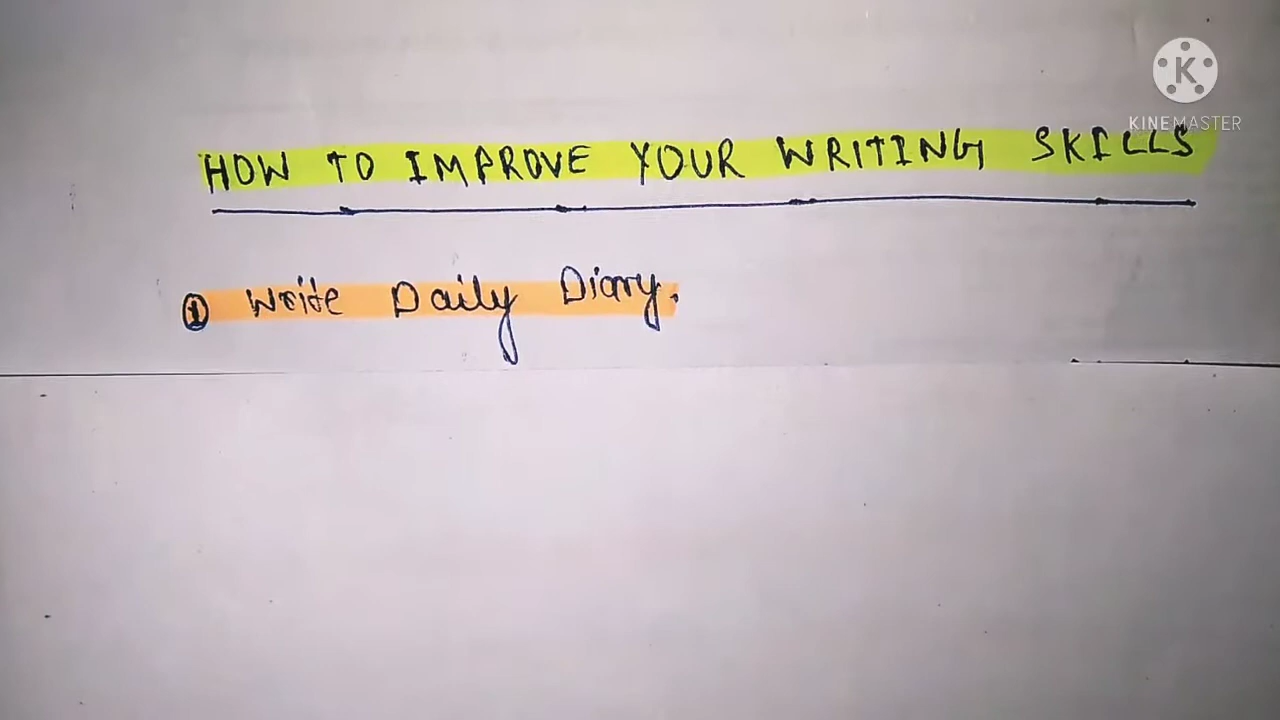 KINEMASTER
HOW TO IMPROVE YOUR WRITING SKILLS
① Write Daily Diary.